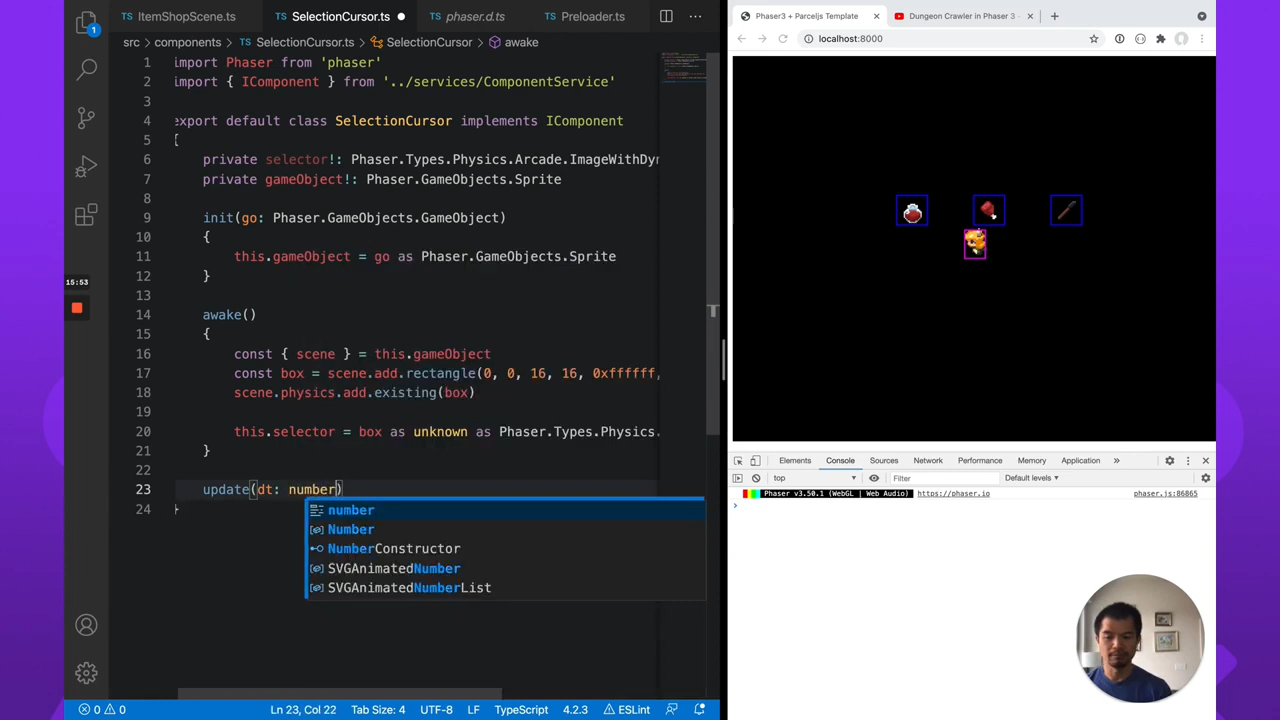 ItemShopScene.ts
SelectionCursor.ts
phaser.d.ts
Preloader.ts
src > components > SelectionCursor.ts > SelectionCursor > awake
1 import Phaser from 'phaser'
2 import { IComponent } from '../services/ComponentService'
3
4 export default class SelectionCursor implements IComponent
5 {
6 private selector!: Phaser.Types.Physics.Arcade.ImageWithDy
7 private gameObject!: Phaser.GameObjects.Sprite
8
9 init(go: Phaser.GameObjects.GameObject)
10 {
11 this.gameObject = go as Phaser.GameObjects.Sprite
12 }
13
14 awake()
15 {
16 const { scene } = this.gameObject
17 const box = scene.add.rectangle(0, 0, 16, 16, 0xffffff,
18 scene.physics.add.existing(box)
19
20 this.selector = box as unknown as Phaser.Types.Physics.
21 }
22
23 update(dt: number)
24 }
number
Number
NumberConstructor
SVGAnimatedNumber
SVGAnimatedNumberList
1
15:53
0 0
Ln 23, Col 22
Tab Size: 4
UTF-8
LF
TypeScript
4.2.3
ESLint
Phaser3 + Parceljs Template
Dungeon Crawler in Phaser 3 -
localhost:8000
Elements
Console
Sources
Network
Performance
Memory
Application
top
Filter
Default levels
Phaser v3.50.1 (WebGL | Web Audio) https://phaser.io
phaser.js:86865